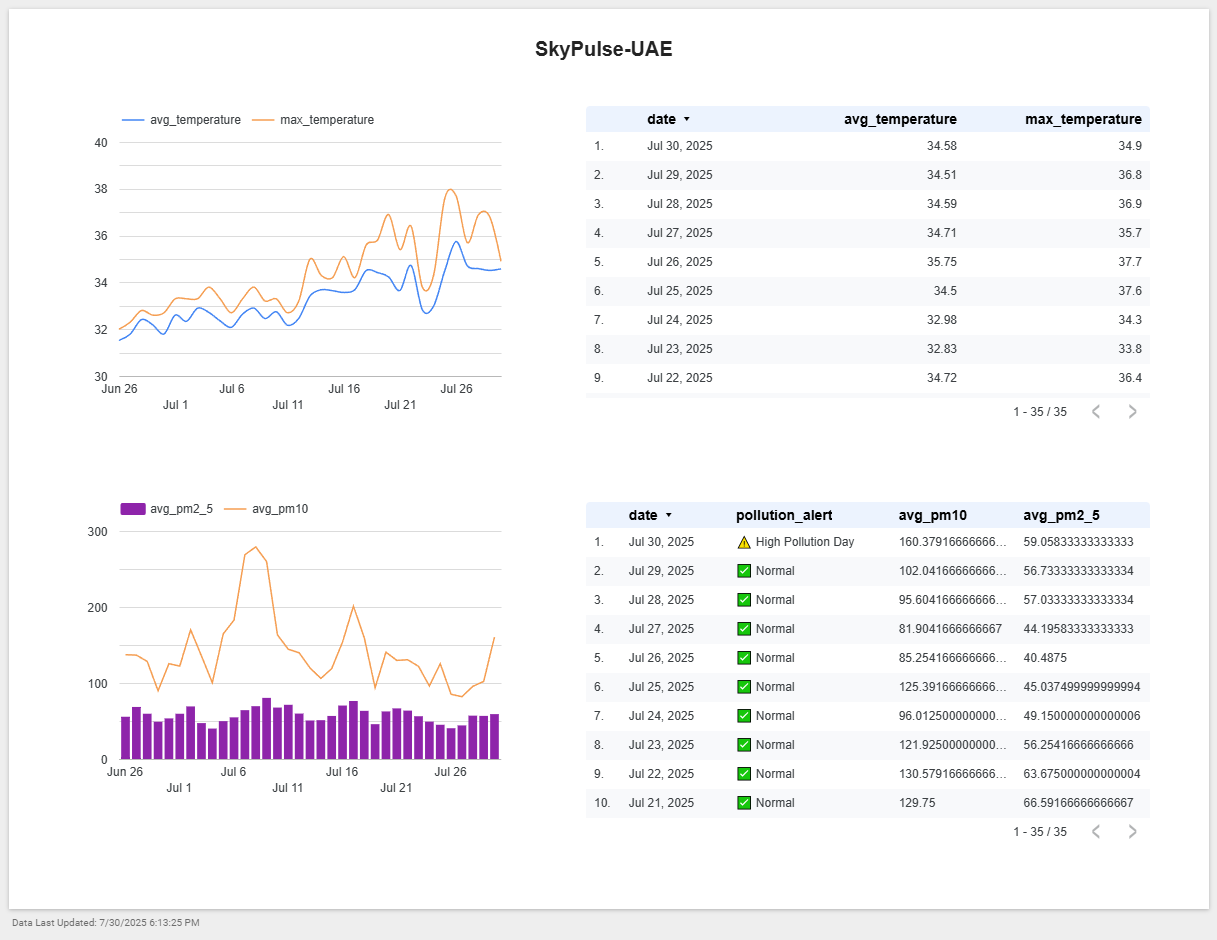 SkyPulse-UAE
avg_temperature max_temperature
40
38
36
34
32
30
Jun 26 Jul 6 Jul 16 Jul 26
Jul 1 Jul 11 Jul 21
date avg_temperature max_temperature
1. Jul 30, 2025 34.58 34.9
2. Jul 29, 2025 34.51 36.8
3. Jul 28, 2025 34.59 36.9
4. Jul 27, 2025 34.71 35.7
5. Jul 26, 2025 35.75 37.7
6. Jul 25, 2025 34.5 37.6
7. Jul 24, 2025 32.98 34.3
8. Jul 23, 2025 32.83 33.8
9. Jul 22, 2025 34.72 36.4
1 - 35 / 35
avg_pm2_5 avg_pm10
300
200
100
0
Jun 26 Jul 6 Jul 16 Jul 26
Jul 1 Jul 11 Jul 21
date pollution_alert avg_pm10 avg_pm2_5
1. Jul 30, 2025 High Pollution Day 160.37916666666... 59.05833333333333
2. Jul 29, 2025 Normal 102.04166666666... 56.73333333333334
3. Jul 28, 2025 Normal 95.604166666666... 57.03333333333334
4. Jul 27, 2025 Normal 81.9041666666667 44.19583333333333
5. Jul 26, 2025 Normal 85.254166666666... 40.4875
6. Jul 25, 2025 Normal 125.39166666666... 45.037499999999994
7. Jul 24, 2025 Normal 96.012500000000... 49.150000000000006
8. Jul 23, 2025 Normal 121.92500000000... 56.25416666666666
9. Jul 22, 2025 Normal 130.57916666666... 63.675000000000004
10. Jul 21, 2025 Normal 129.75 66.59166666666667
1 - 35 / 35
Data Last Updated: 7/30/2025 6:13:25 PM